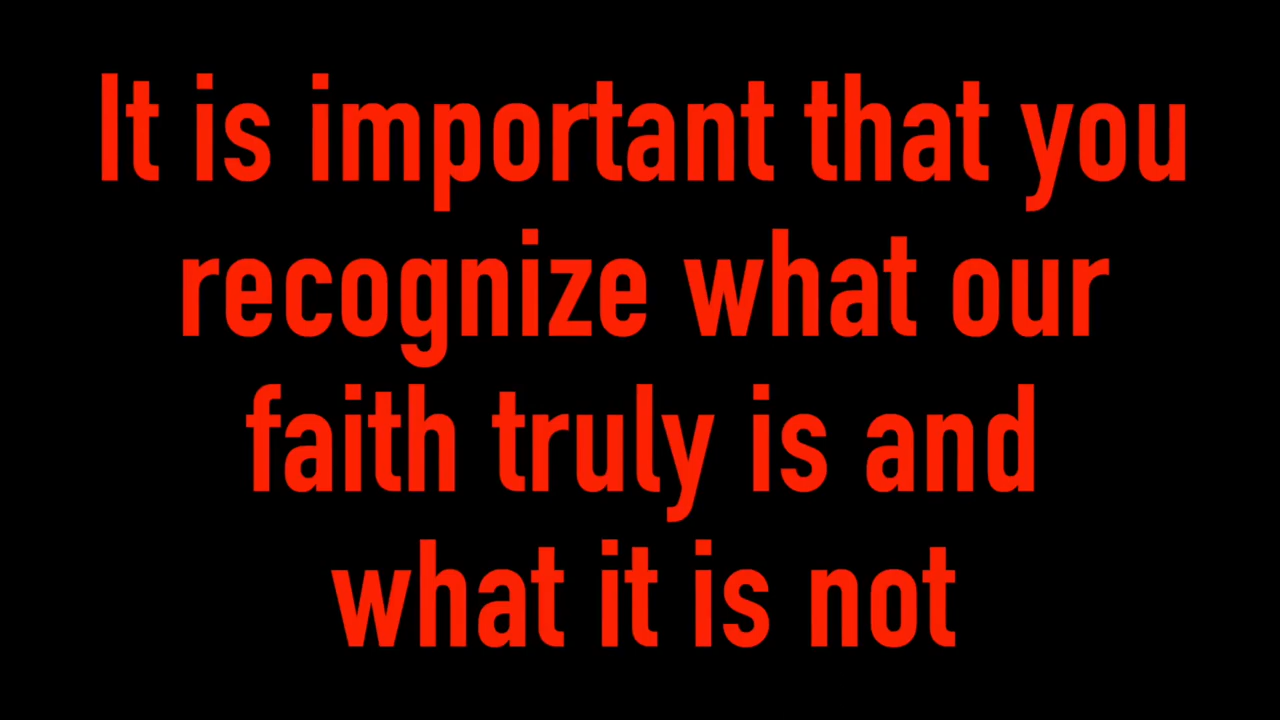 It is important that you
recognize what our
faith truly is and
what it is not